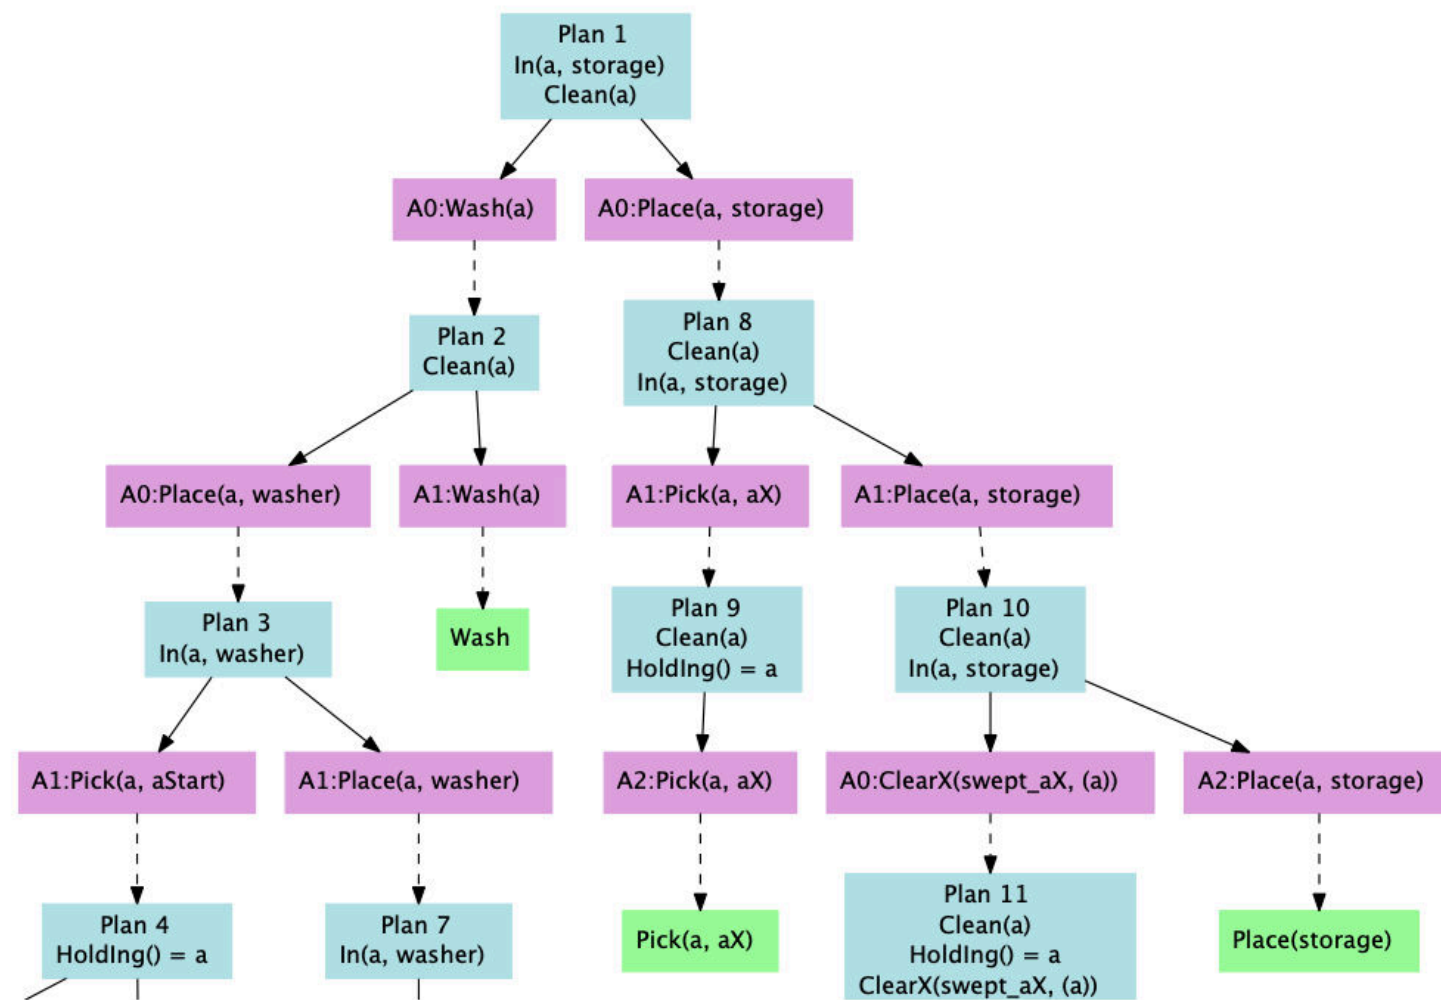 Plan 1
In(a, storage)
Clean(a)
A0:Wash(a)
A0:Place(a, storage)
Plan 2
Clean(a)
Plan 8
Clean(a)
In(a, storage)
A0:Place(a, washer)
A1:Wash(a)
A1:Pick(a, aX)
A1:Place(a, storage)
Plan 3
In(a, washer)
Wash
Plan 9
Clean(a)
HoldIng() = a
Plan 10
Clean(a)
In(a, storage)
A1:Pick(a, aStart)
A1:Place(a, washer)
A2:Pick(a, aX)
A0:ClearX(swept_aX, (a))
A2:Place(a, storage)
Plan 4
HoldIng() = a
Plan 7
In(a, washer)
Pick(a, aX)
Plan 11
Clean(a)
HoldIng() = a
ClearX(swept_aX, (a))
Place(storage)